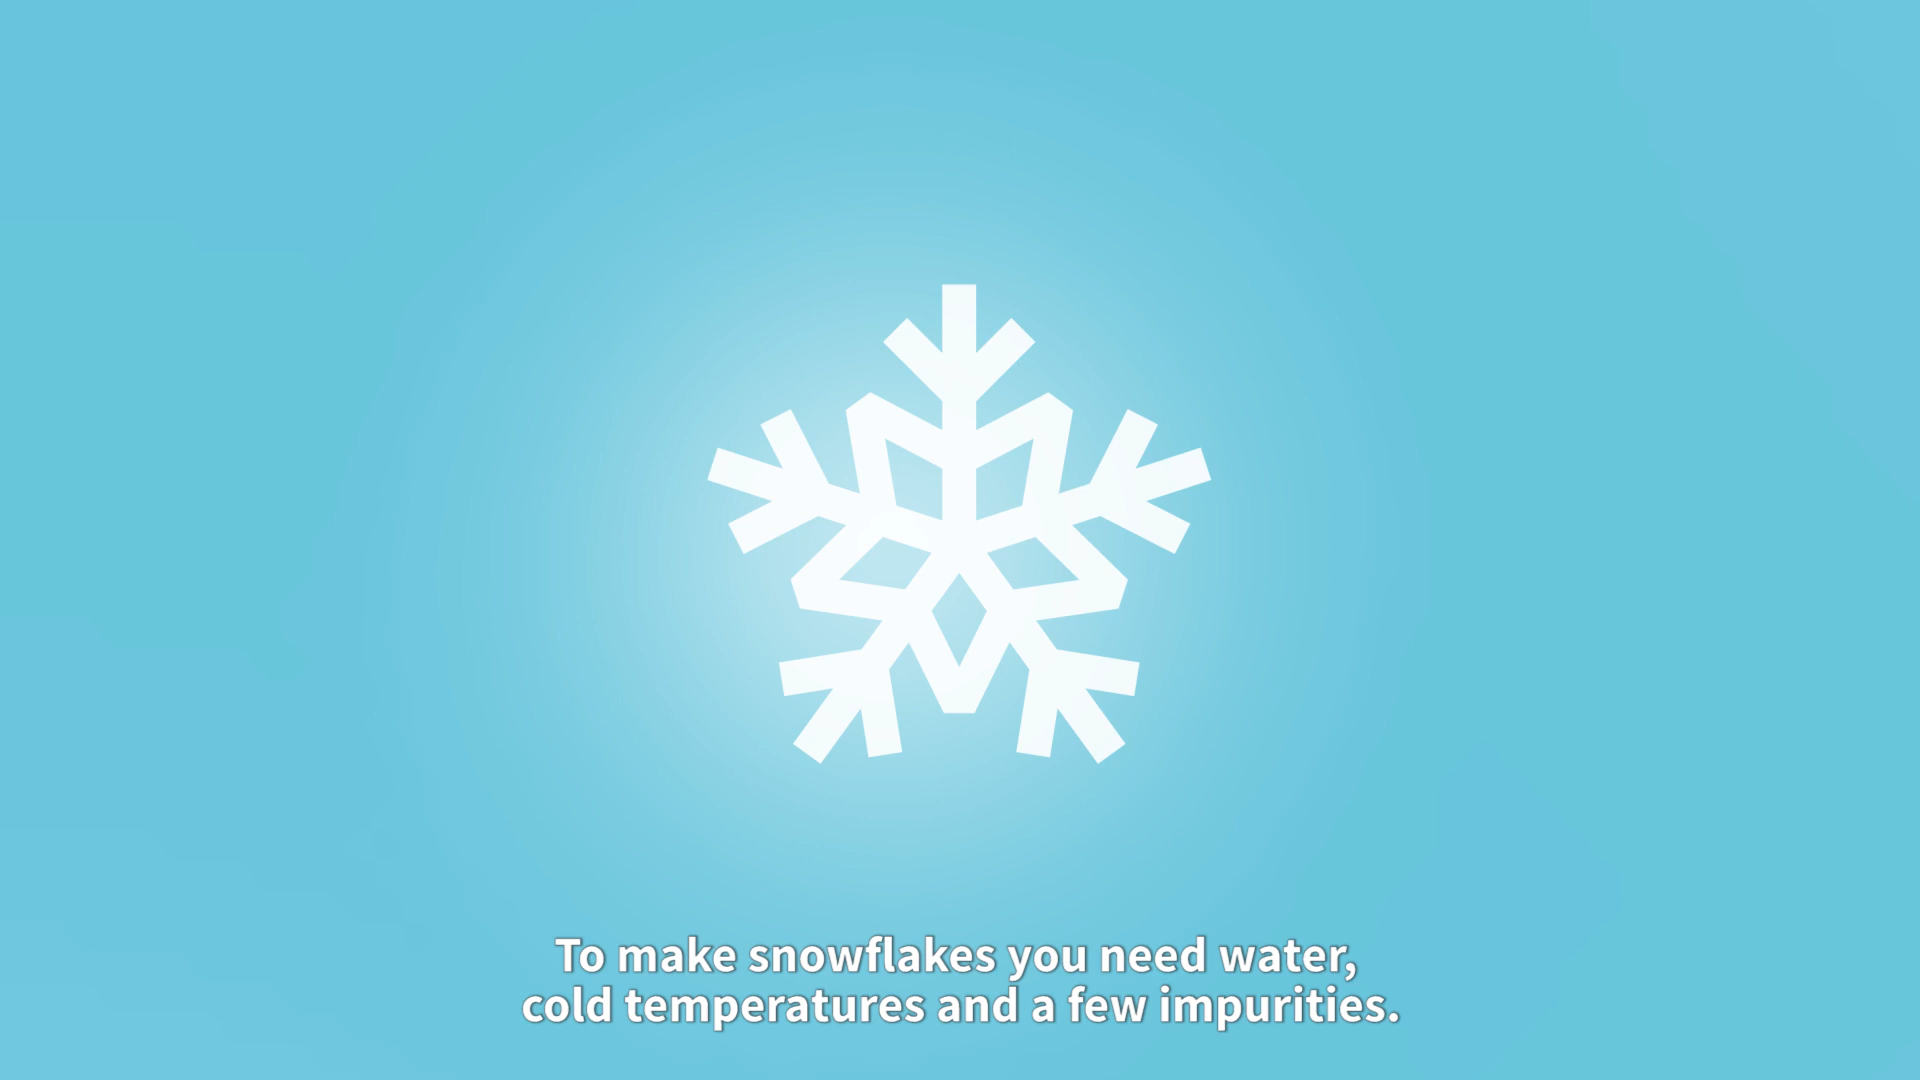 To make snowflakes you need water,
cold temperatures and a few impurities.